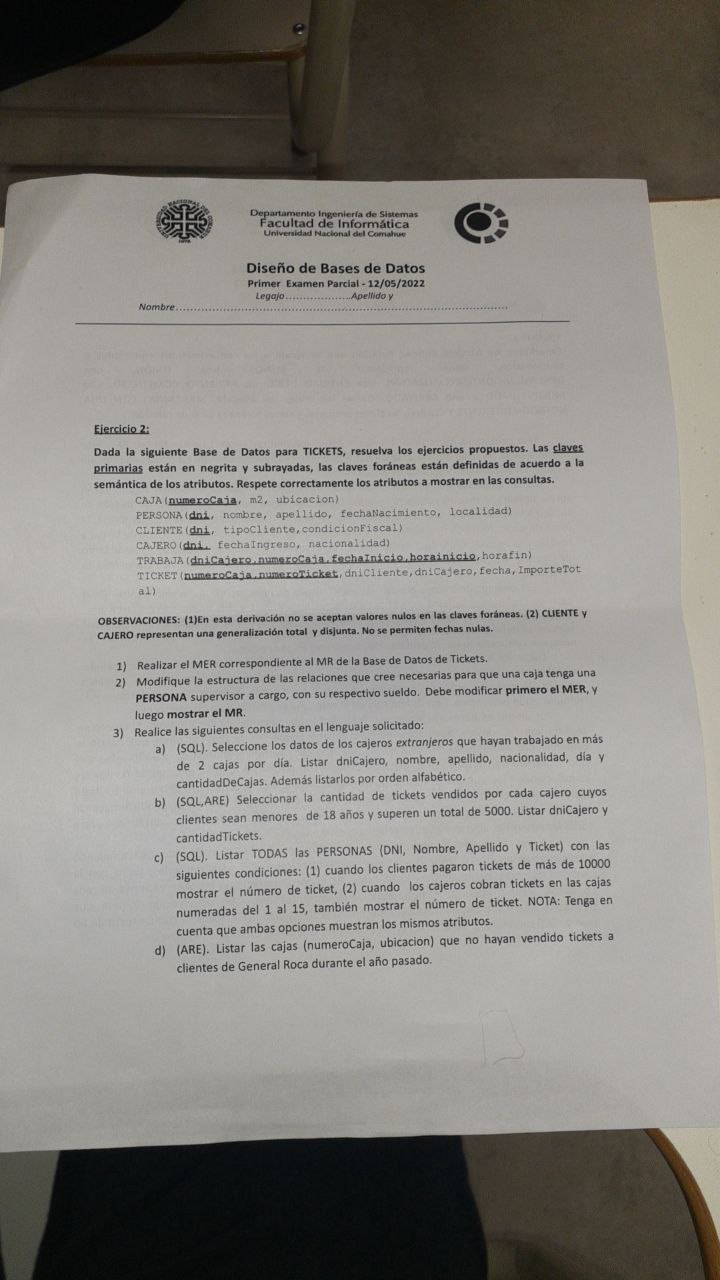 Departamento Ingeniería de Sistemas
Facultad de Informática
Universidad Nacional del Comahue
Diseño de Bases de Datos
Primer Examen Parcial - 12/05/2022
Legajo...................Apellido y
Nombre....................................................................................................
Ejercicio 2:
Dada la siguiente Base de Datos para TICKETS, resuelva los ejercicios propuestos. Las claves
primarias están en negrita y subrayadas, las claves foráneas están definidas de acuerdo a la
semántica de los atributos. Respete correctamente los atributos a mostrar en las consultas.
CAJA(numeroCaja, m2, ubicacion)
PERSONA(dni, nombre, apellido, fechaNacimiento, localidad)
CLIENTE(dni, tipoCliente,condicionFiscal)
CAJERO(dni, fechaIngreso, nacionalidad)
TRABAJA(dniCajero,numeroCaja,fechaInicio,horainicio,horafin)
TICKET(numeroCaja,numeroTicket,dniCliente,dniCajero,fecha,ImporteTot
al)
OBSERVACIONES: (1)En esta derivación no se aceptan valores nulos en las claves foráneas. (2) CLIENTE y
CAJERO representan una generalización total y disjunta. No se permiten fechas nulas.
1) Realizar el MER correspondiente al MR de la Base de Datos de Tickets.
2) Modifique la estructura de las relaciones que cree necesarias para que una caja tenga una
PERSONA supervisor a cargo, con su respectivo sueldo. Debe modificar primero el MER, y
luego mostrar el MR.
3) Realice las siguientes consultas en el lenguaje solicitado:
a) (SQL). Seleccione los datos de los cajeros extranjeros que hayan trabajado en más
de 2 cajas por día. Listar dniCajero, nombre, apellido, nacionalidad, día y
cantidadDeCajas. Además listarlos por orden alfabético.
b) (SQL,ARE) Seleccionar la cantidad de tickets vendidos por cada cajero cuyos
clientes sean menores de 18 años y superen un total de 5000. Listar dniCajero y
cantidadTickets.
c) (SQL). Listar TODAS las PERSONAS (DNI, Nombre, Apellido y Ticket) con las
siguientes condiciones: (1) cuando los clientes pagaron tickets de más de 10000
mostrar el número de ticket, (2) cuando los cajeros cobran tickets en las cajas
numeradas del 1 al 15, también mostrar el número de ticket. NOTA: Tenga en
cuenta que ambas opciones muestran los mismos atributos.
d) (ARE). Listar las cajas (numeroCaja, ubicacion) que no hayan vendido tickets a
clientes de General Roca durante el año pasado.